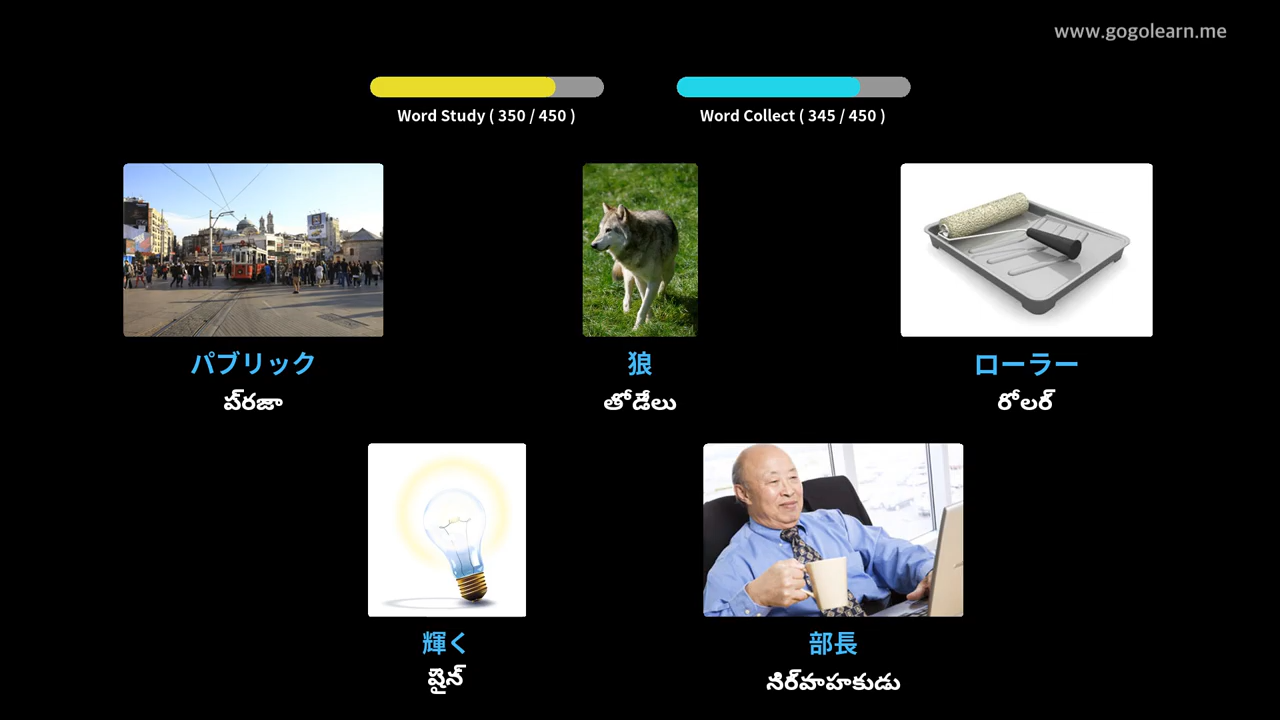 www.gogolearn.me
Word Study ( 350 / 450 )
Word Collect ( 345 / 450 )
パブリック
ప్రజా
狼
తోడేలు
ローラー
రోలర్
輝く
షైన్
部長
నిర్వాహకుడు